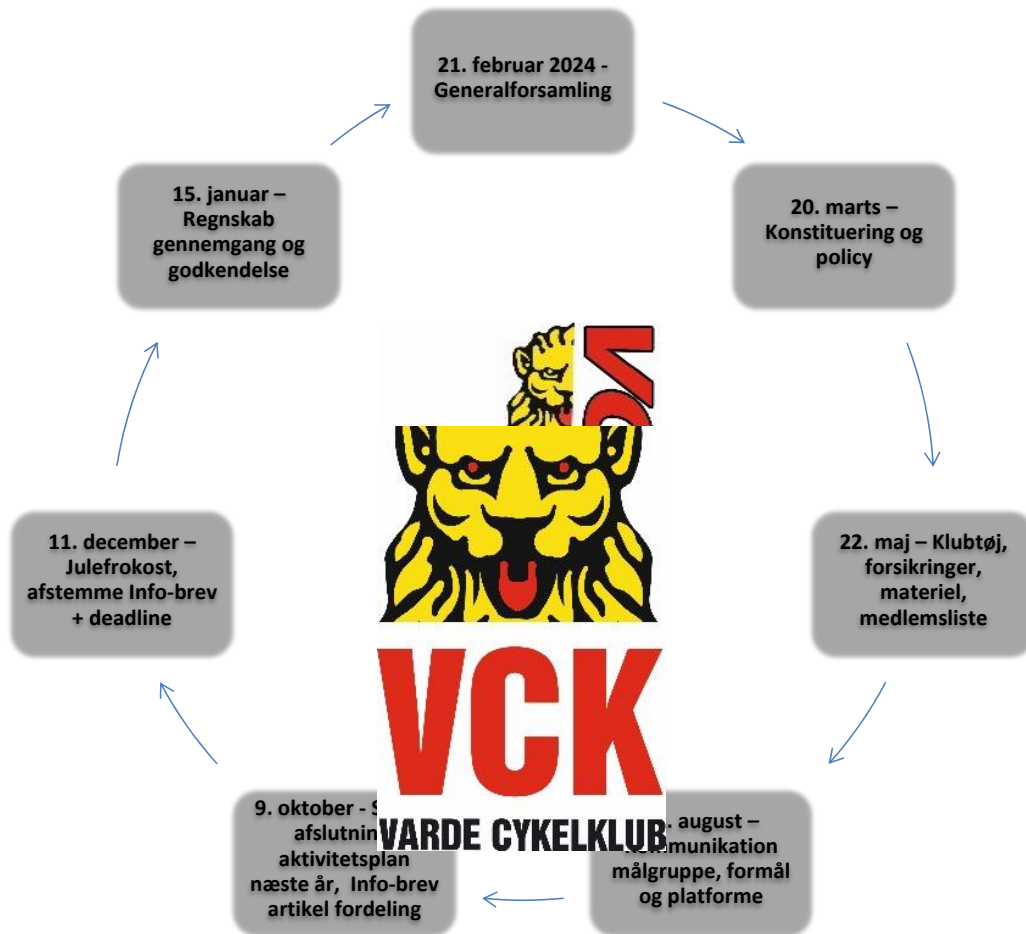 21. februar 2024 -
Generalforsamling
20. marts –
Konstituering og
policy
22. maj – Klubtøj,
forsikringer,
materiel,
medlemsliste
. august –
målgruppe, formål
og platforme
9. oktober -
aktivitetsplan
næste år, Info-brev
artikel fordeling
11. december –
Julefrokost,
afstemme Info-brev
+ deadline
15. januar –
Regnskab
gennemgang og
godkendelse
VCK
VARDE CYKELKLUB